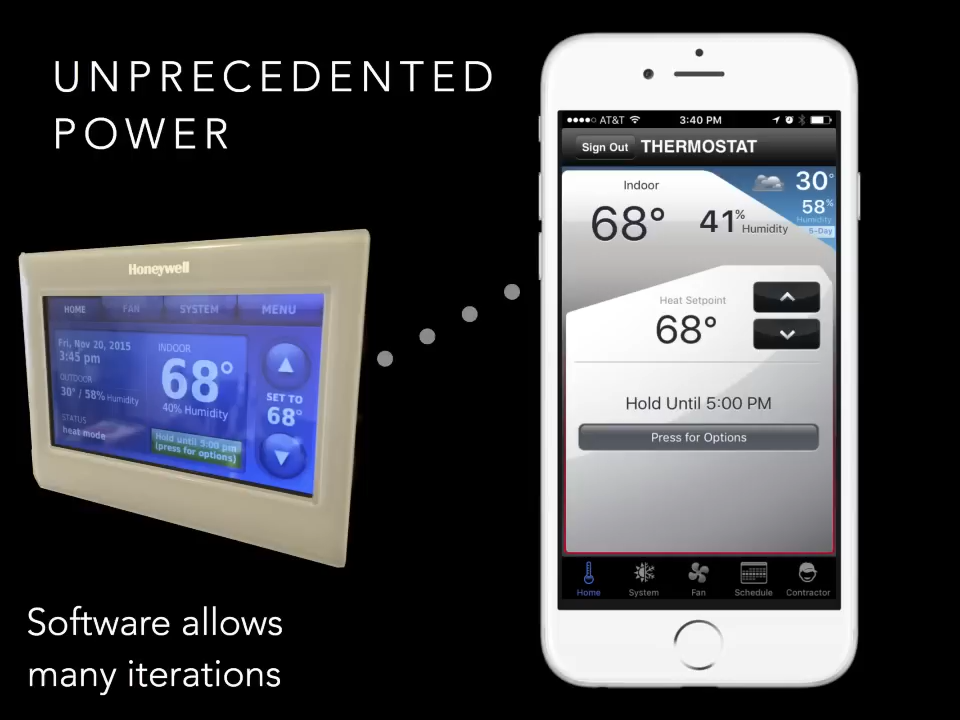 UNPRECEDENTED
POWER
Honeywell
HOME FAN SYSTEM MENU
Fri, Nov 20, 2015
3:45 pm
OUTDOOR
30° / 58% Humidity
STATUS
heat mode
INDOOR
68°
40% Humidity
Hold until 5:00 pm
(press for options)
SET TO
68°
AT&T 3:40 PM
Sign Out THERMOSTAT
Indoor
68°
41% Humidity
30°
58%
Humidity
5-Day
Heat Setpoint
68°
Hold Until 5:00 PM
Press for Options
Home System Fan Schedule Contractor
Software allows
many iterations